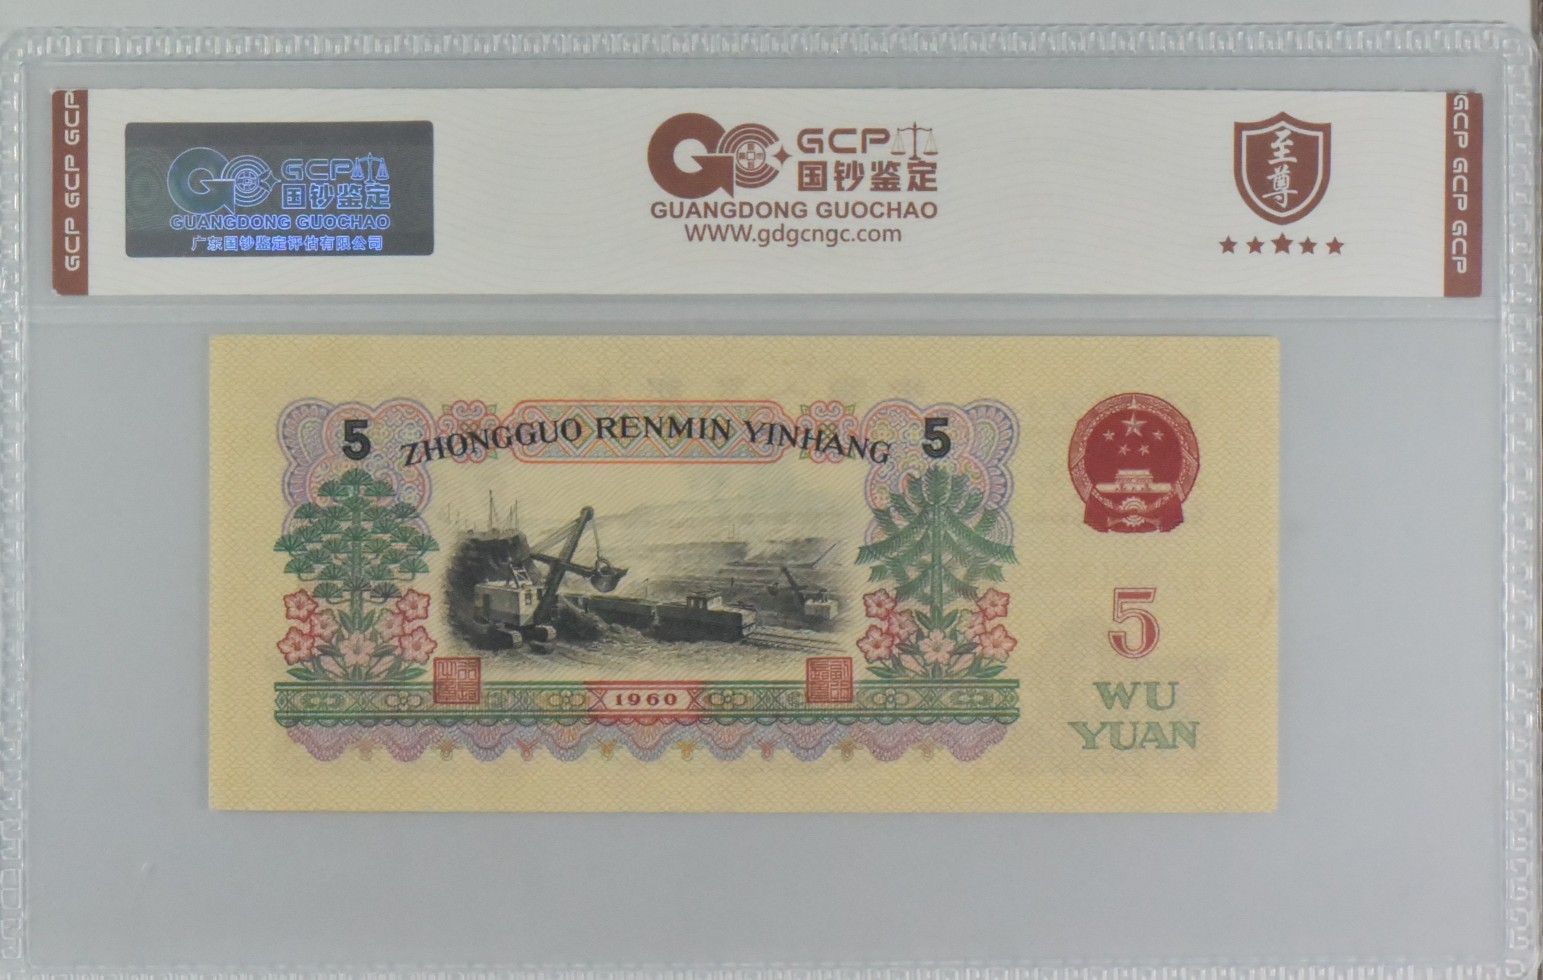 GCP GCP GCP
GCP
国钞鉴定
GUANGDONG GUOCHAO
广东国钞鉴定评估有限公司
GCP
国钞鉴定
GUANGDONG GUOCHAO
WWW.gdgcngc.com
至尊
GCP GCP GCP
5 ZHONGGUO RENMIN YINHANG 5
1960
5
WU
YUAN